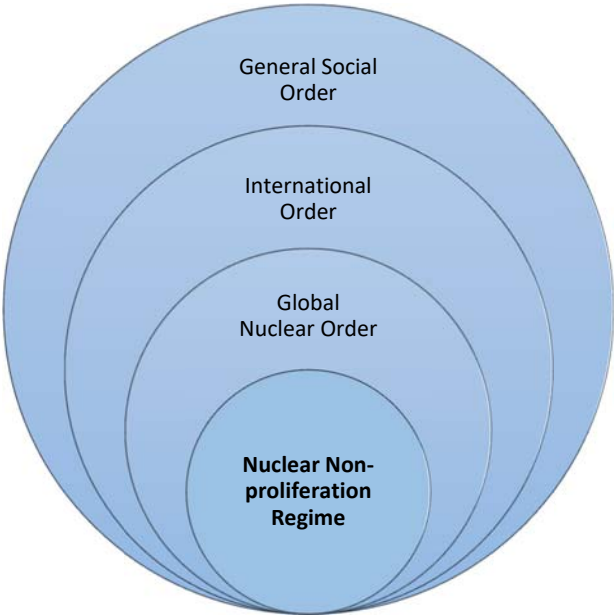 General Social
Order
International
Order
Global
Nuclear Order
Nuclear Non-
proliferation
Regime